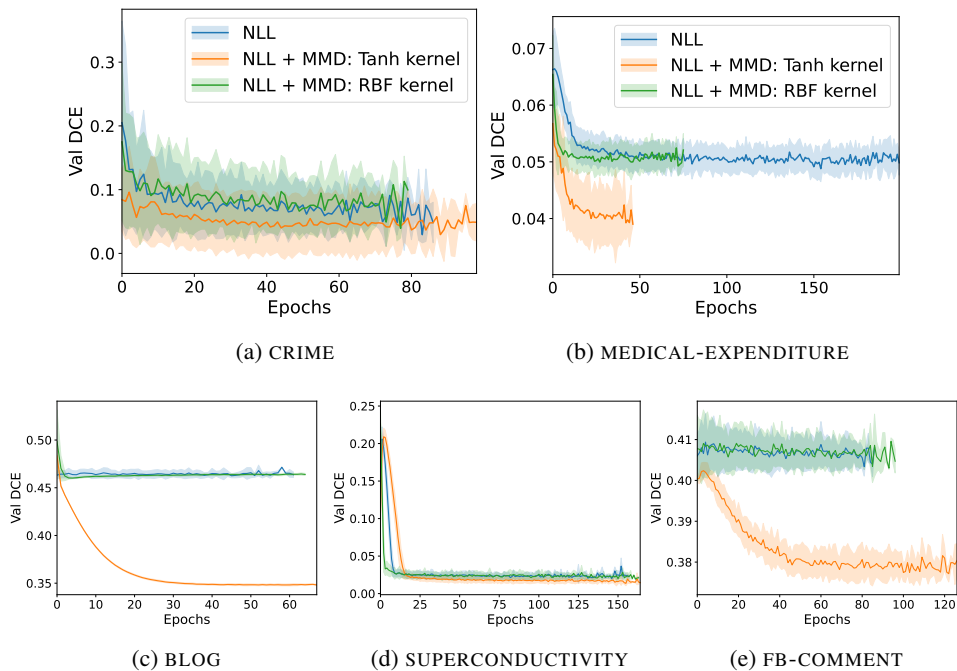 NLL
NLL + MMD: Tanh kernel
NLL + MMD: RBF kernel
Val DCE
0.3
0.2
0.1
0.0
0 20 40 60 80
Epochs
(a) CRIME
NLL
NLL + MMD: Tanh kernel
NLL + MMD: RBF kernel
Val DCE
0.07
0.06
0.05
0.04
0 50 100 150
Epochs
(b) MEDICAL-EXPENDITURE
Val DCE
0.50
0.45
0.40
0.35
0 10 20 30 40 50 60
Epochs
(c) BLOG
Val DCE
0.25
0.20
0.15
0.10
0.05
0.00
0 25 50 75 100 125 150
Epochs
(d) SUPERCONDUCTIVITY
Val DCE
0.41
0.40
0.39
0.38
0 20 40 60 80 100 120
Epochs
(e) FB-COMMENT